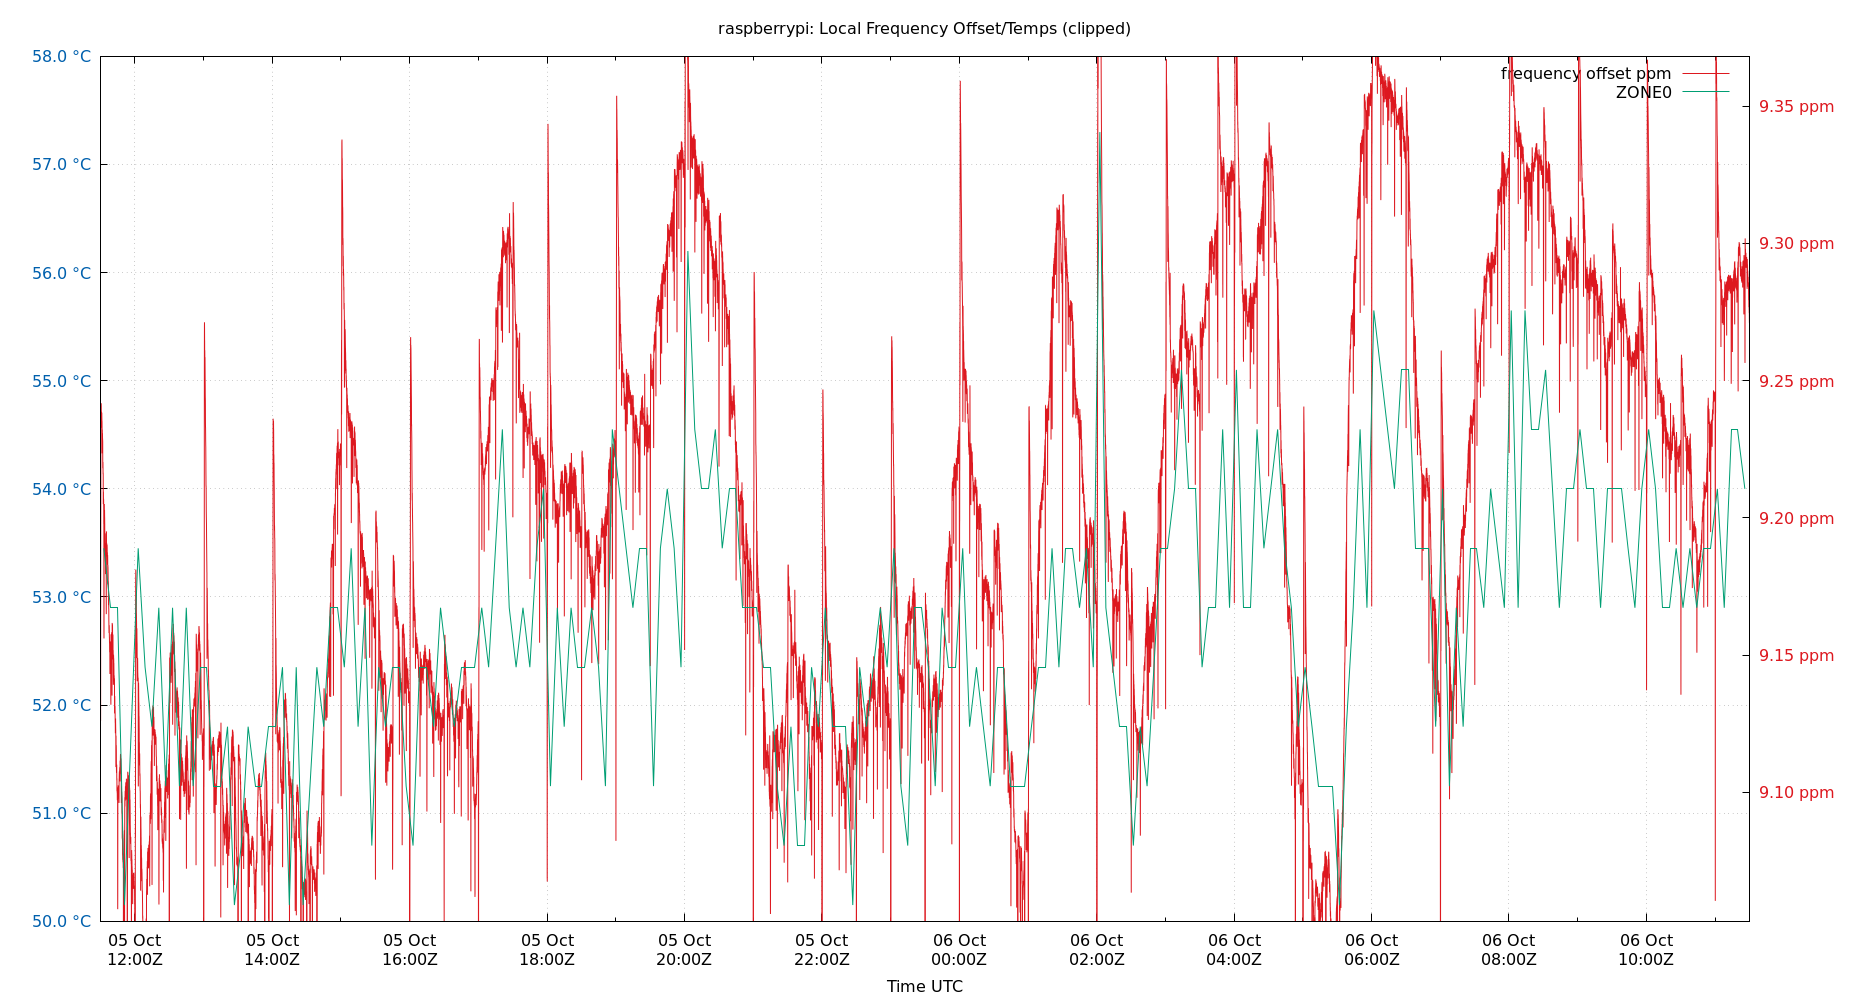 raspberrypi: Local Frequency Offset/Temps (clipped)
frequency offset ppm
ZONE0
58.0 °C
57.0 °C
56.0 °C
55.0 °C
54.0 °C
53.0 °C
52.0 °C
51.0 °C
50.0 °C
9.35 ppm
9.30 ppm
9.25 ppm
9.20 ppm
9.15 ppm
9.10 ppm
05 Oct
12:00Z
05 Oct
14:00Z
05 Oct
16:00Z
05 Oct
18:00Z
05 Oct
20:00Z
05 Oct
22:00Z
06 Oct
00:00Z
06 Oct
02:00Z
06 Oct
04:00Z
06 Oct
06:00Z
06 Oct
08:00Z
06 Oct
10:00Z
Time UTC